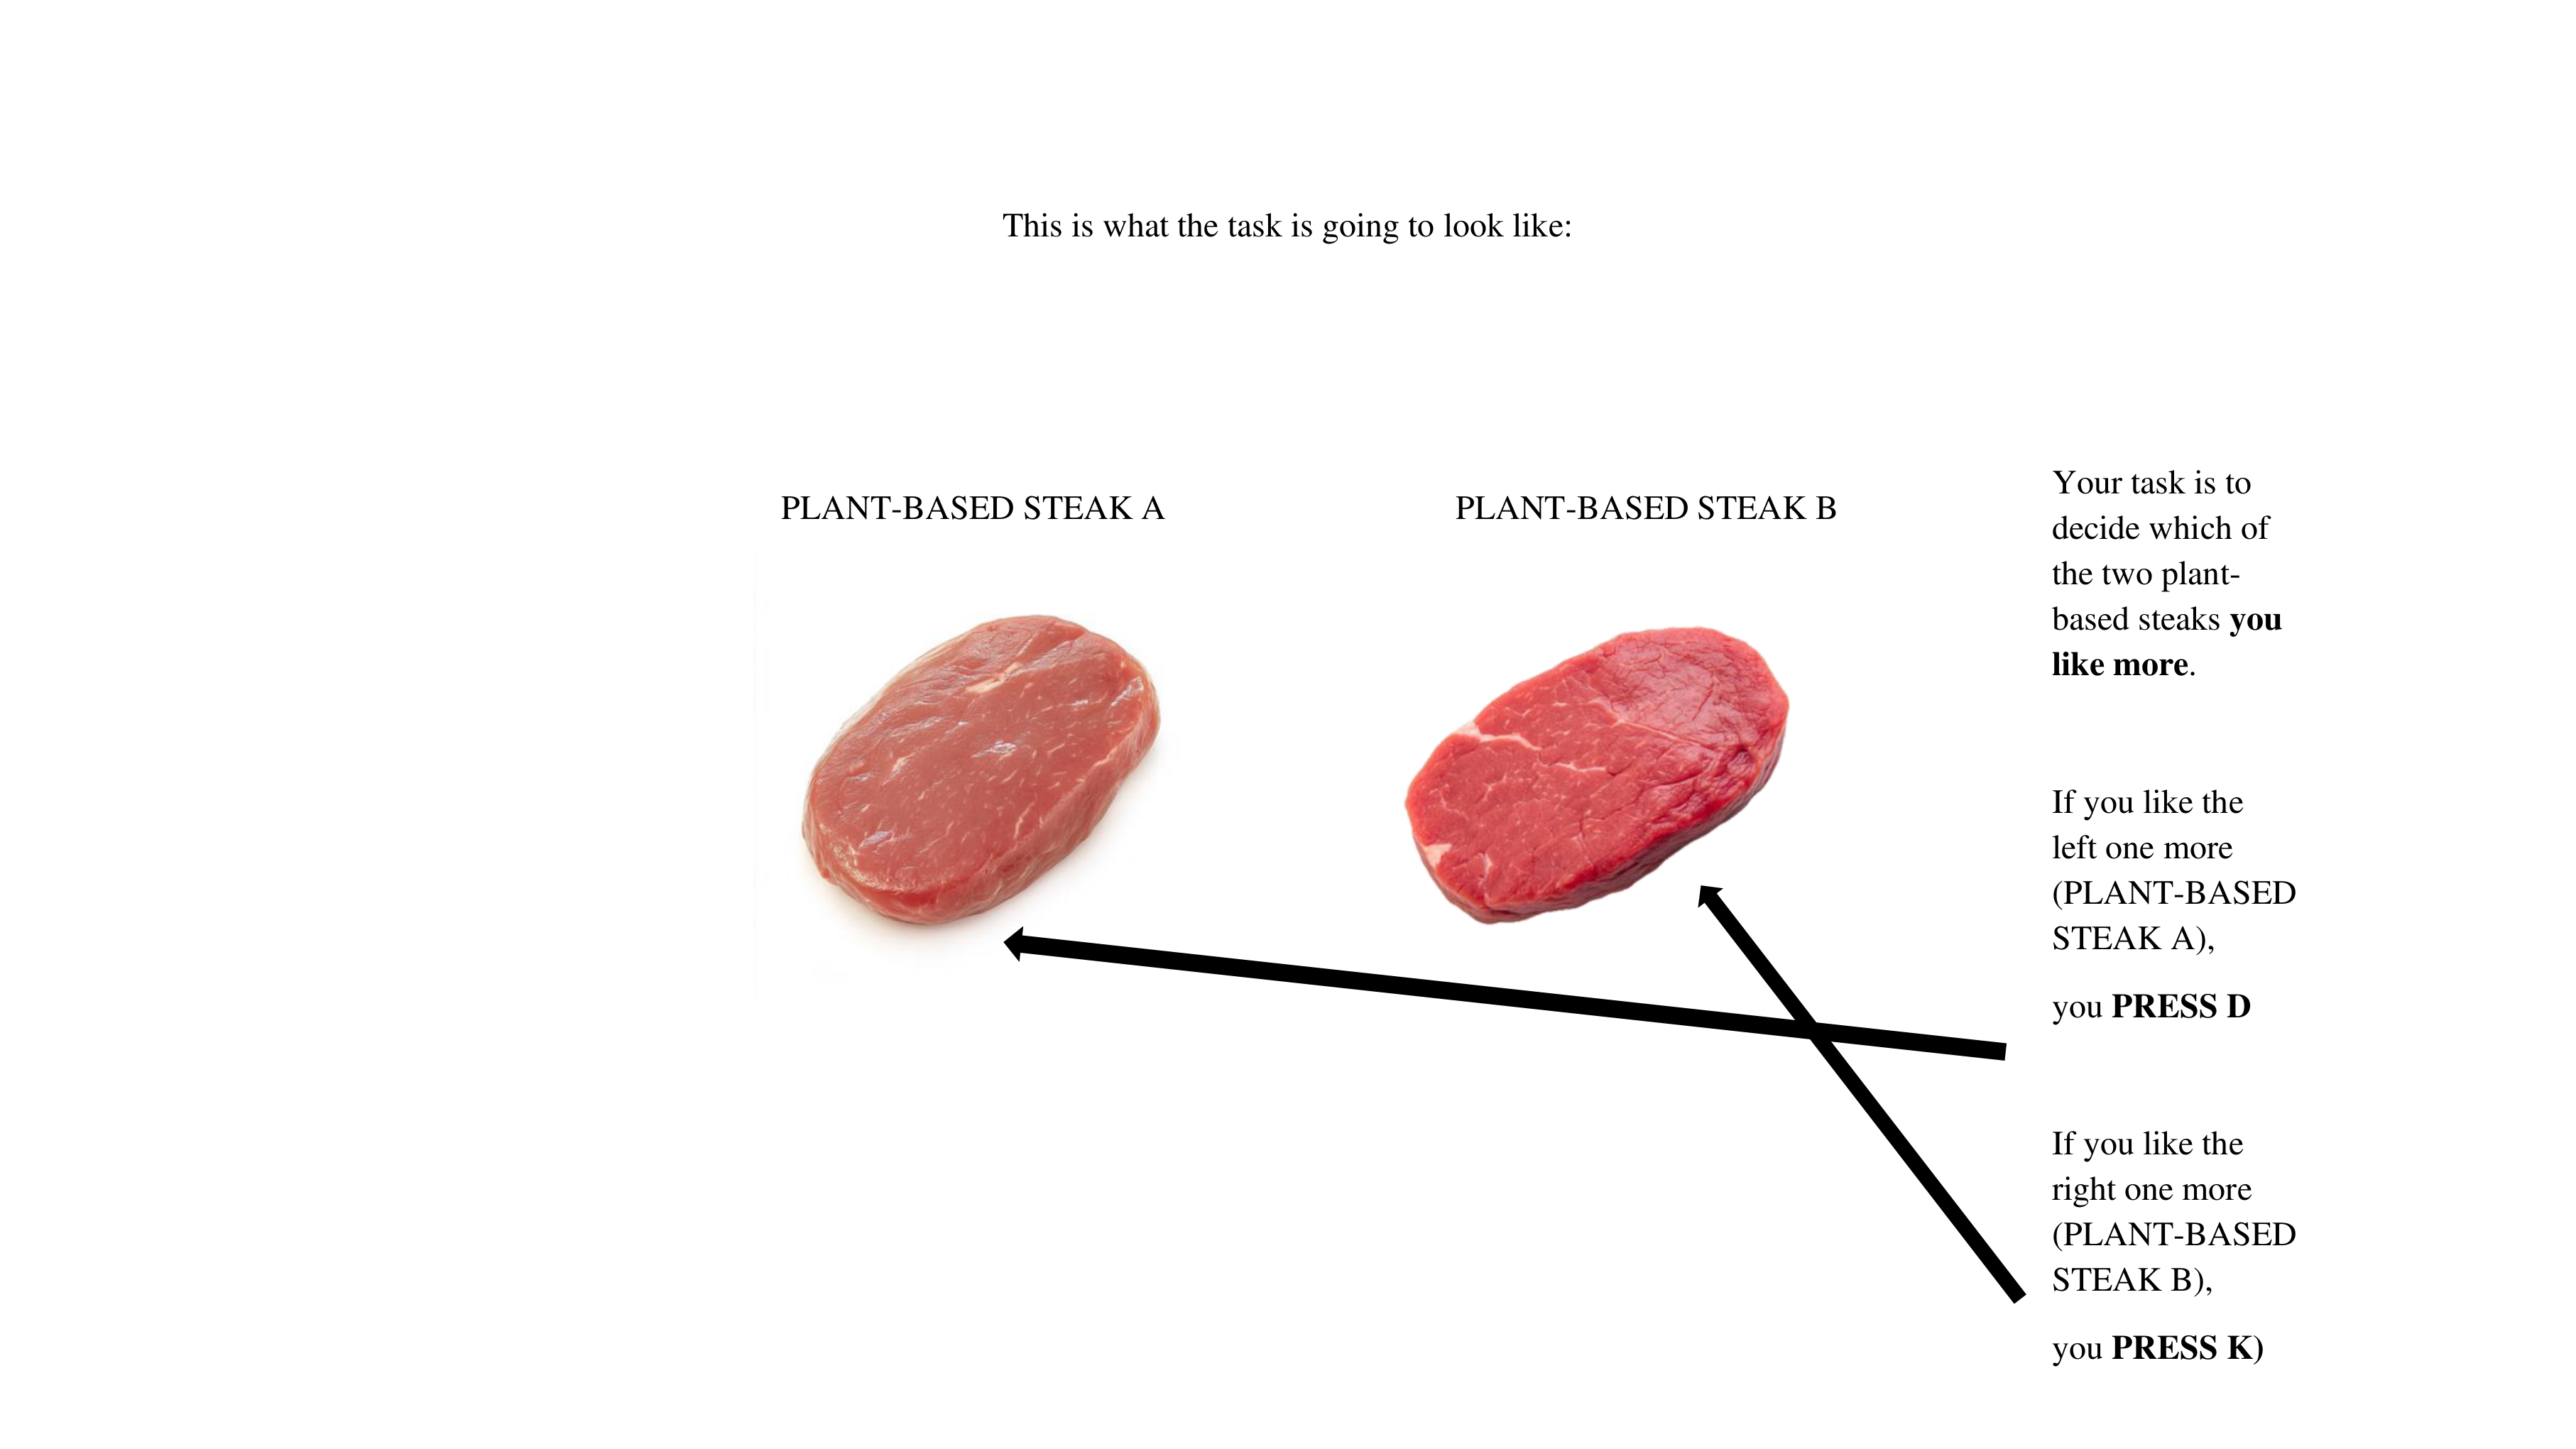 This is what the task is going to look like:
PLANT-BASED STEAK A
PLANT-BASED STEAK B
Your task is to
decide which of
the two plant-
based steaks you
like more.
If you like the
left one more
(PLANT-BASED
STEAK A),
you PRESS D
If you like the
right one more
(PLANT-BASED
STEAK B),
you PRESS K)